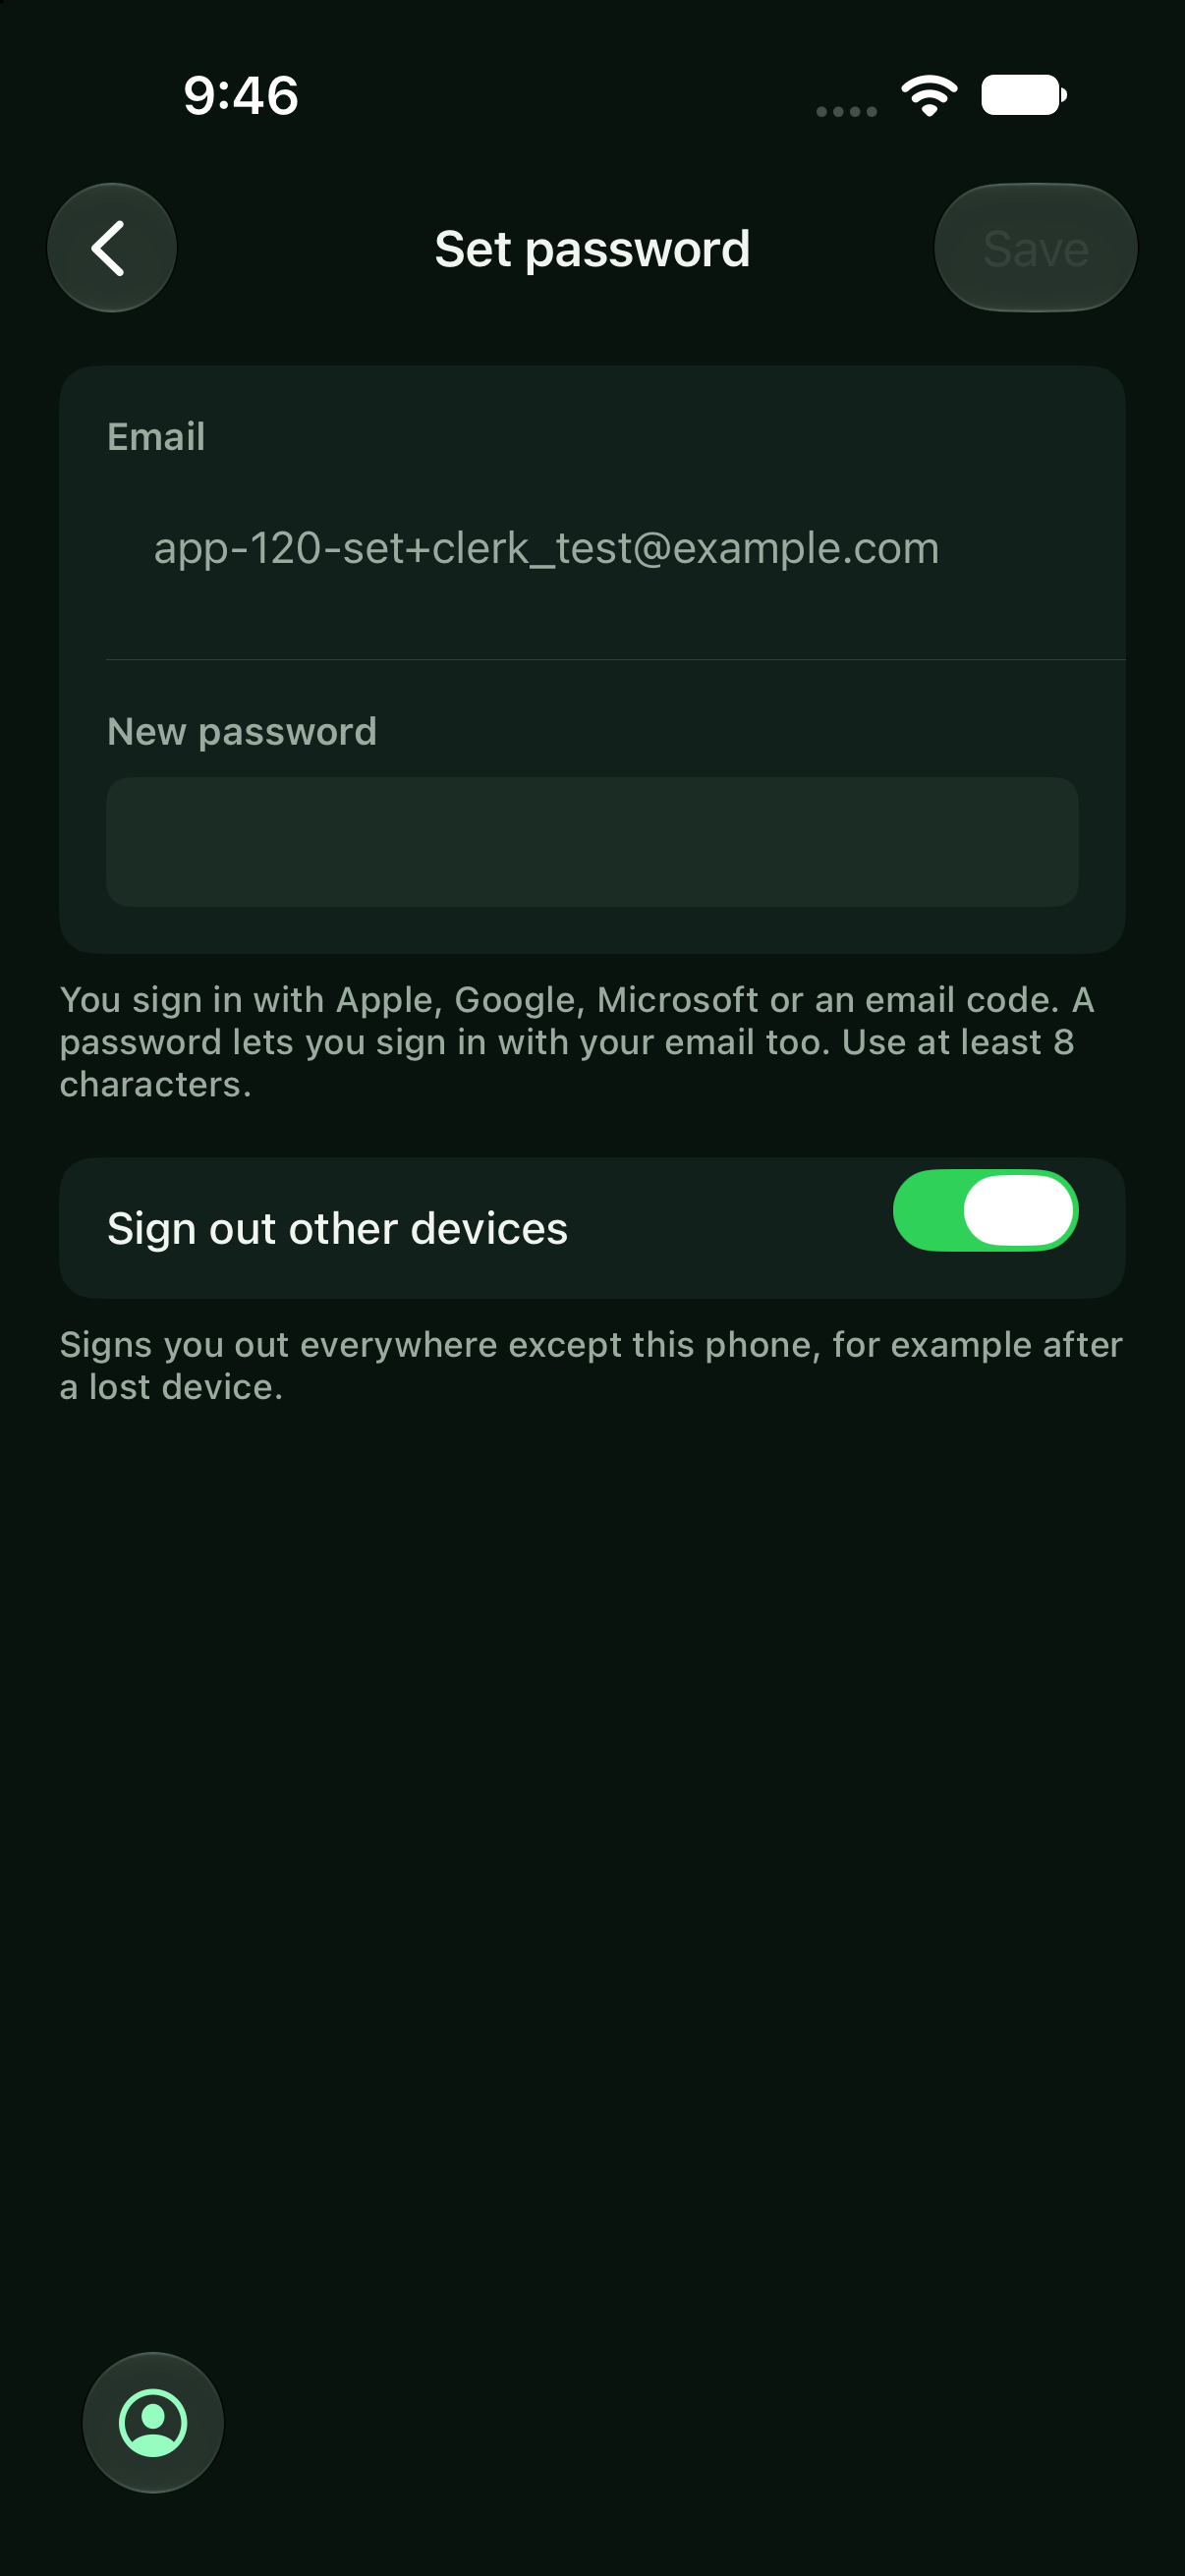 9:46
Set password
Save
Email
app-120-set+clerk_test@example.com
New password
You sign in with Apple, Google, Microsoft or an email code. A
password lets you sign in with your email too. Use at least 8
characters.
Sign out other devices
Signs you out everywhere except this phone, for example after
a lost device.